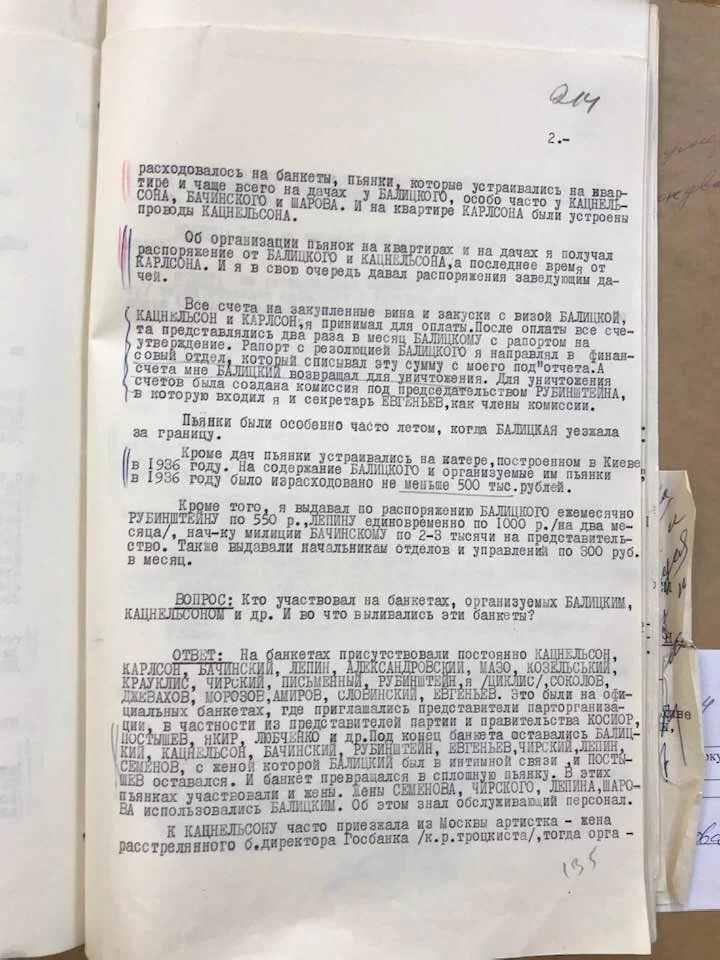 214
2.-
расходовалось на банкеты, пьянки, которые устраивались на квар-
тире и чаще всего на дачах у БАЛИЦКОГО, особо часто у КАЦНЕЛЬ-
СОНА, БАЧИНСКОГО и ШАРОВА. И на квартире КАРЛСОНА были устроены
проводы КАЦНЕЛЬСОНА.
Об организации пьянок на квартирах и на дачах я получал
распоряжение от БАЛИЦКОГО и КАЦНЕЛЬСОНА,а последнее время от
КАРЛСОНА. И я в свою очередь давал распоряжения заведующим да-
чей.
Все счета на закупленные вина и закуски с визой БАЛИЦКОЙ,
КАЦНЕЛЬСОН и КАРЛСОН,я принимал для оплаты.После оплаты все сче-
та представлялись два раза в месяц БАЛИЦКОМУ с рапортом на
утверждение. Рапорт с резолюцией БАЛИЦКОГО я направлял в финан-
совый отдел, который списывал эту сумму с моего под"отчета.А
счета мне БАЛИЦКИЙ возвращал для уничтожения. Для уничтожения
счетов была создана комиссия под председательством РУБИНШТЕЙНА,
в которую входил я и секретарь ЕВГЕНЬЕВ,как члены комиссии.
Пьянки были особенно часто летом, когда БАЛИЦКАЯ уезжала
за границу.
Кроме дач пьянки устраивались на катере,построенном в Киеве
в 1936 году. На содержание БАЛИЦКОГО и организуемые им пьянки
в 1936 году было израсходовано не меньше 500 тыс.рублей.
Кроме того, я выдавал по распоряжению БАЛИЦКОГО ежемесячно
РУБИНШТЕЙНУ по 550 р.,ЛЕПИНУ единовременно по 1000 р./на два ме-
сяца/, нач-ку милиции БАЧИНСКОМУ по 2-3 тысячи на представитель-
ство. Также выдавали начальникам отделов и управлений по 300 руб.
в месяц.
ВОПРОС: Кто участвовал на банкетах, организуемых БАЛИЦКИМ,
КАЦНЕЛЬСОНОМ и др. И во что выливались эти банкеты?
ОТВЕТ: На банкетах присутствовали постоянно КАЦНЕЛЬСОН,
КАРЛСОН, БАЧИНСКИЙ, ЛЕПИН, АЛЕКСАНДРОВСКИЙ, МАЗО, КОЗЕЛЬСЬКИЙ,
КРАУКЛИС, ЧИРСКИЙ, ПИСЬМЕННЫЙ, РУБИНШТЕЙН,я /ЦИКЛИС/,СОКОЛОВ,
ДЖЕВАХОВ, МОРОЗОВ,АМИРОВ, СЛОВИНСКИЙ, ЕВГЕНЬЕВ. Это были на офи-
циальных банкетах, где приглашались представители парторганиза-
ции, в частности из представителей партии и правительства КОСИОР,
ПОСТЫШЕВ, ЯКИР, ЛЮБЧЕНКО и др.Под конец банкета оставались БАЛИЦ-
КИЙ, КАЦНЕЛЬСОН, БАЧИНСКИЙ, РУБИНШТЕЙН, ЕВГЕНЬЕВ,ЧИРСКИЙ,ЛЕПИН,
СЕМЕНОВ, с женой которой БАЛИЦКИЙ был в интимной связи ,и ПОСТЫ-
ШЕВ оставался. И банкет превращался в сплошную пьянку. В этих
пьянках участвовали и жены. Жены СЕМЕНОВА, ЧИРСКОГО, ЛЕПИНА,ШАРО-
ВА использовались БАЛИЦКИМ. Об этом знал обслуживающий персонал.
К КАЦНЕЛЬСОНУ часто приезжала из Москвы артистка - жена
расстрелянного б.директора Госбанка /к.р.троцкиста/,тогда орга -
135